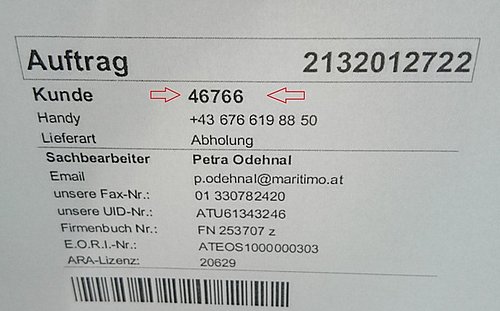 Auftrag 2132012722
Kunde 46766
Handy +43 676 619 88 50
Lieferart Abholung
Sachbearbeiter Petra Odehnal
Email p.odehnal@maritimo.at
unsere Fax-Nr.: 01 330782420
unsere UID-Nr.: ATU61343246
Firmenbuch Nr.: FN 253707 z
E.O.R.I.-Nr.: ATEOS1000000303
ARA-Lizenz: 20629